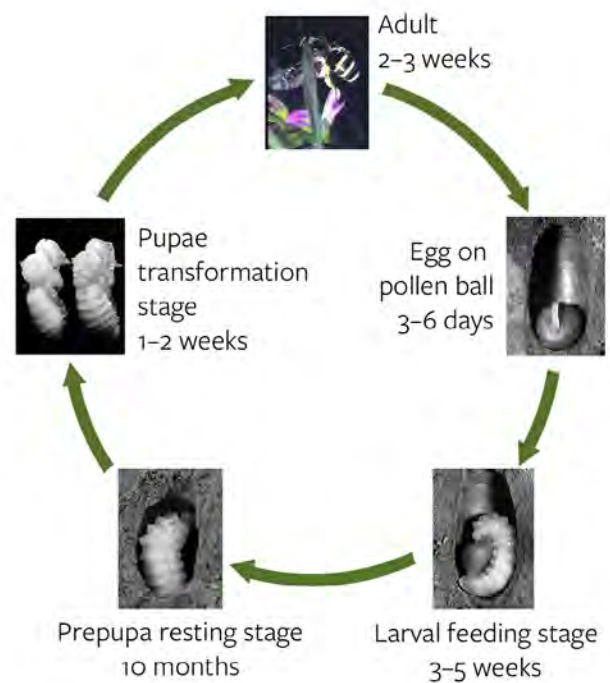 Adult
2–3 weeks
Egg on
pollen ball
3–6 days
Larval feeding stage
3–5 weeks
Prepupa resting stage
10 months
Pupae
transformation
stage
1–2 weeks